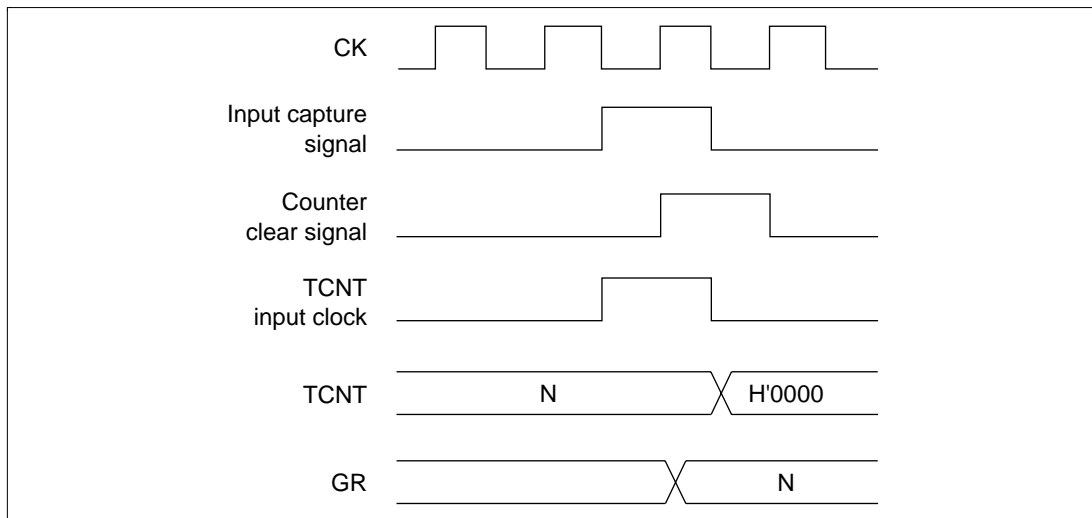 CK
Input capture
signal
Counter
clear signal
TCNT
input clock
TCNT
N
H'0000
GR
N